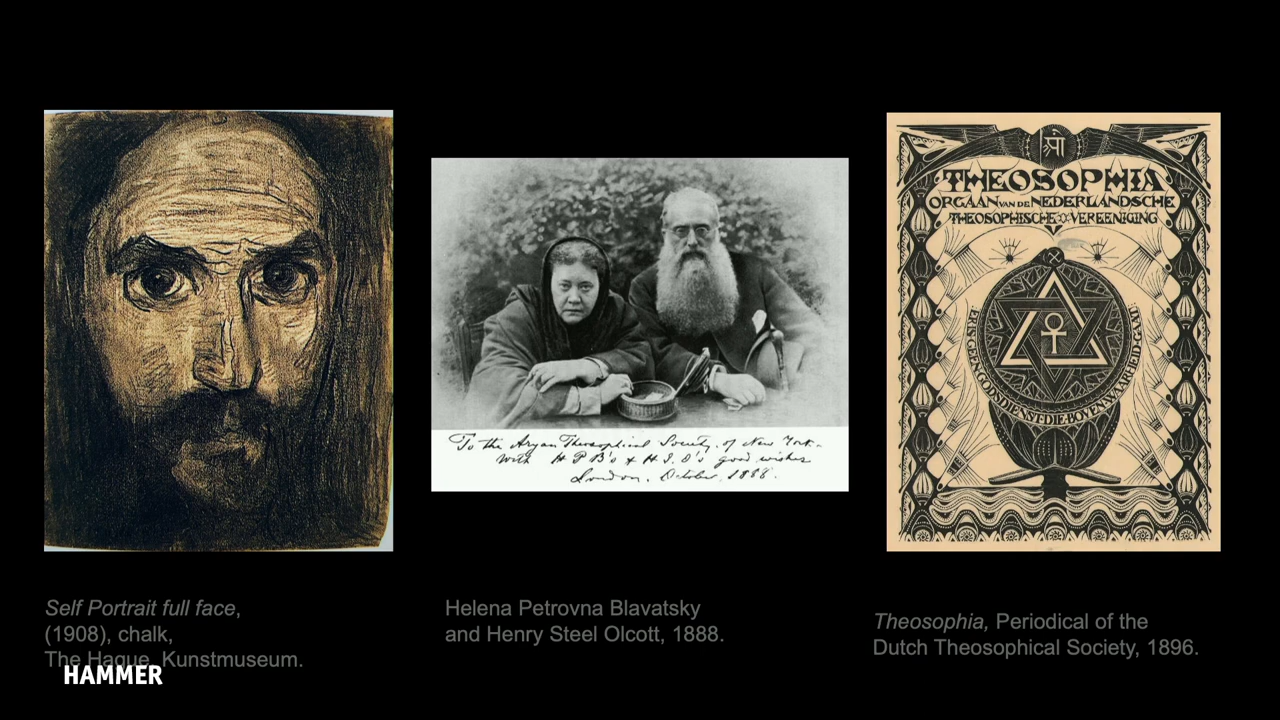 श्री
THEOSOPHIA
ORGAAN VAN DE NEDERLANDSCHE
THEOSOPHISCHE VEREENIGING
ER IS GEEN GODSDIENST DIE BOVEN WAARHEID GAAT
To the Aryan Theosophical Society, of New York -
with H P B's & H. S. O's good wishes
London. October, 1888.
Self Portrait full face,
(1908), chalk,
The Hague, Kunstmuseum.
Helena Petrovna Blavatsky
and Henry Steel Olcott, 1888.
Theosophia, Periodical of the
Dutch Theosophical Society, 1896.
HAMMER